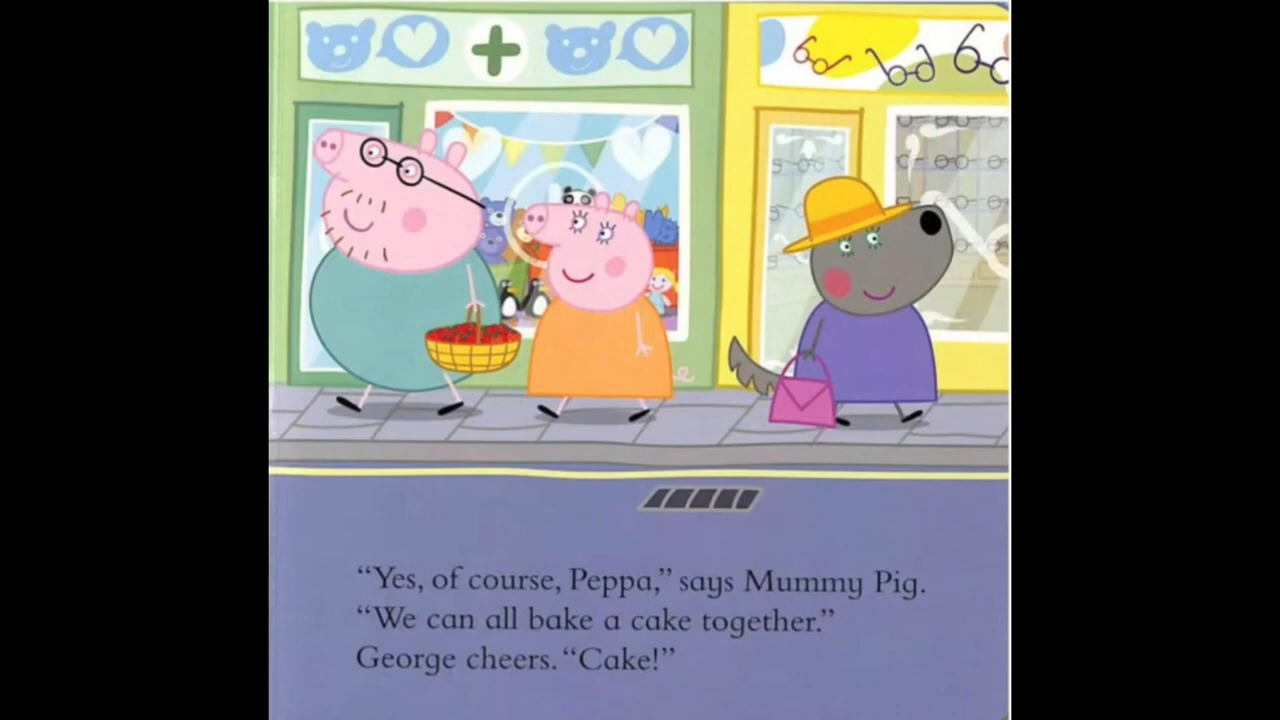 “Yes, of course, Peppa,” says Mummy Pig.
“We can all bake a cake together.”
George cheers. “Cake!”